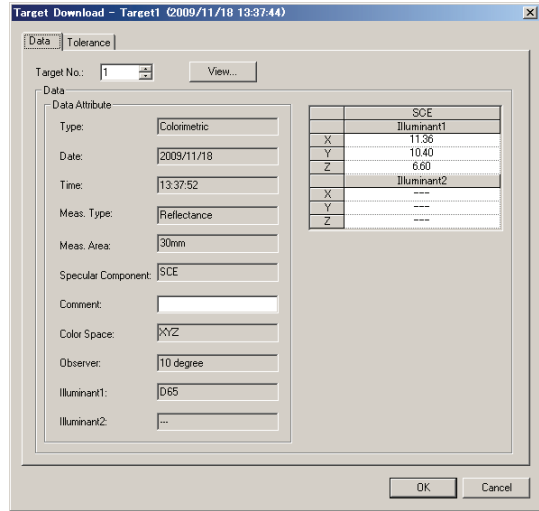 Target Download - Target1 (2009/11/18 13:37:44)
Data Tolerance
Target No.: 1 View...
Data
Data Attribute
Type: Colorimetric
Date: 2009/11/18
Time: 13:37:52
Meas. Type: Reflectance
Meas. Area: 30mm
Specular Component: SCE
Comment:
Color Space: XYZ
Observer: 10 degree
Illuminant1: D65
Illuminant2: ---
SCE
Illuminant1
X 11.36
Y 10.40
Z 6.60
Illuminant2
X ---
Y ---
Z ---
OK Cancel